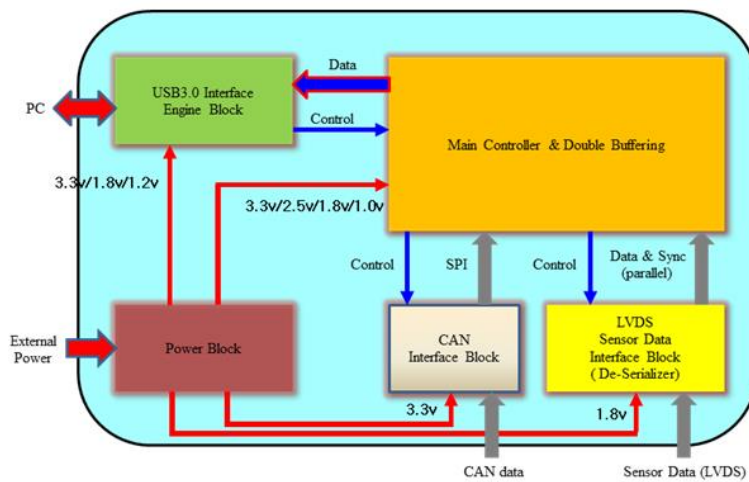 USB3.0 Interface
Engine Block
Data
PC
Control
Main Controller & Double Buffering
3.3v/1.8v/1.2v
3.3v/2.5v/1.8v/1.0v
Control
SPI
Control
Data & Sync
(parallel)
External
Power
Power Block
CAN
Interface Block
LVDS
Sensor Data
Interface Block
( De-Serializer)
3.3v
1.8v
CAN data
Sensor Data (LVDS)